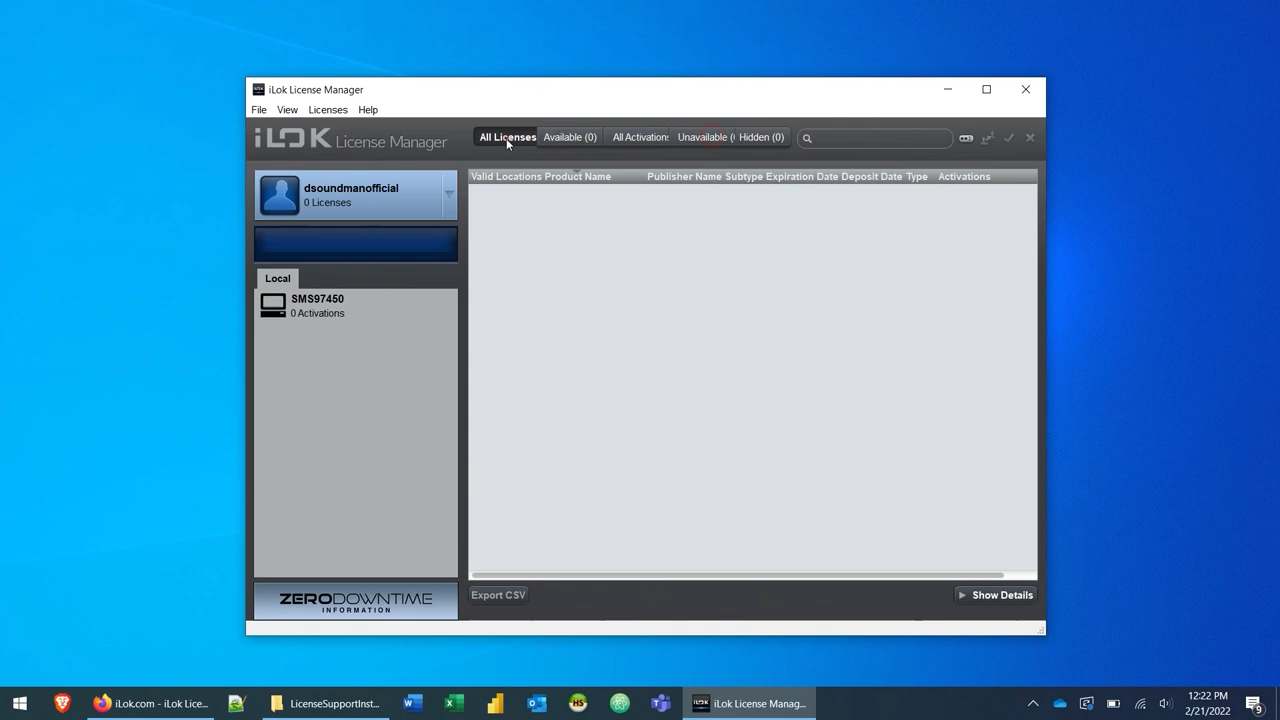 iLok License Manager
File View Licenses Help
iLOK License Manager
All Licenses Available (0) All Activation Unavailable ( Hidden (0)
dsoundmanofficial
0 Licenses
Valid Locations Product Name Publisher Name Subtype Expiration Date Deposit Date Type Activations
Local
SMS97450
0 Activations
ZERODOWNTIME
INFORMATION
Export CSV
Show Details
iLok.com - iLok Lice...
LicenseSupportInst...
iLok License Manag...
12:22 PM
2/21/2022
9